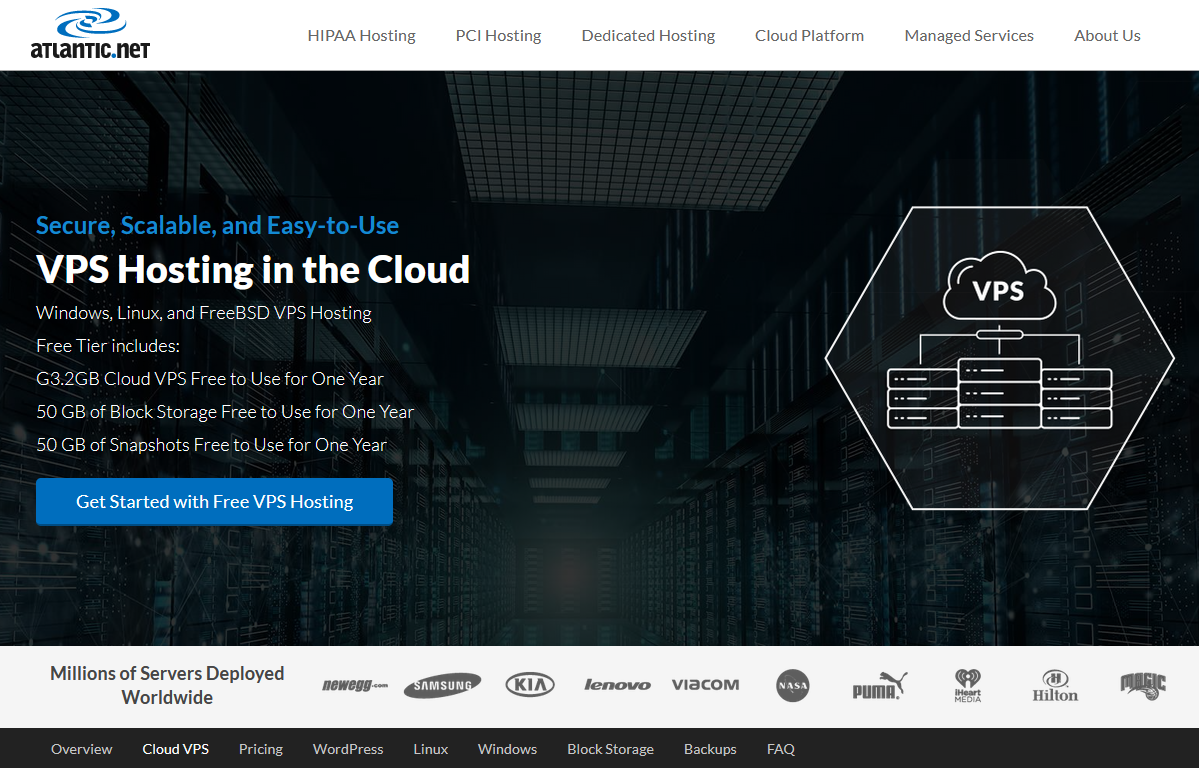 ATLANTIC.NET
HIPAA Hosting PCI Hosting Dedicated Hosting Cloud Platform Managed Services About Us
Secure, Scalable, and Easy-to-Use
VPS Hosting in the Cloud
Windows, Linux, and FreeBSD VPS Hosting
Free Tier includes:
G3.2GB Cloud VPS Free to Use for One Year
50 GB of Block Storage Free to Use for One Year
50 GB of Snapshots Free to Use for One Year
Get Started with Free VPS Hosting
VPS
Millions of Servers Deployed
Worldwide
newegg.com SAMSUNG KIA lenovo VIACOM NASA PUMA iHeart MEDIA H Hilton MAGIC
Overview Cloud VPS Pricing WordPress Linux Windows Block Storage Backups FAQ